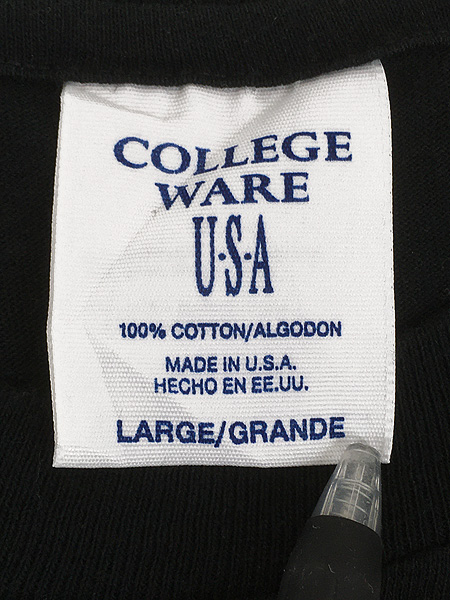 COLLEGE
WARE
U·S·A
100% COTTON/ALGODON
MADE IN U.S.A.
HECHO EN EE.UU.
LARGE/GRANDE